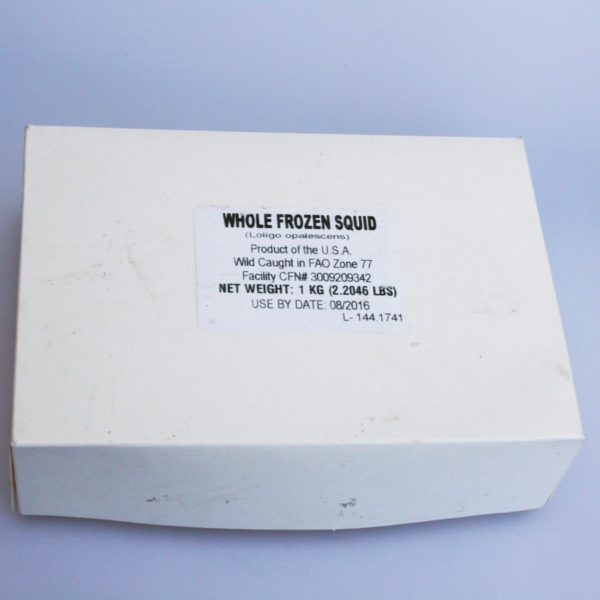 WHOLE FROZEN SQUID
(Loligo opalescens)
Product of the U.S.A.
Wild Caught in FAO Zone 77
Facility CFN# 3009209342
NET WEIGHT: 1 KG (2.2046 LBS)
USE BY DATE: 08/2016
L- 144.1741